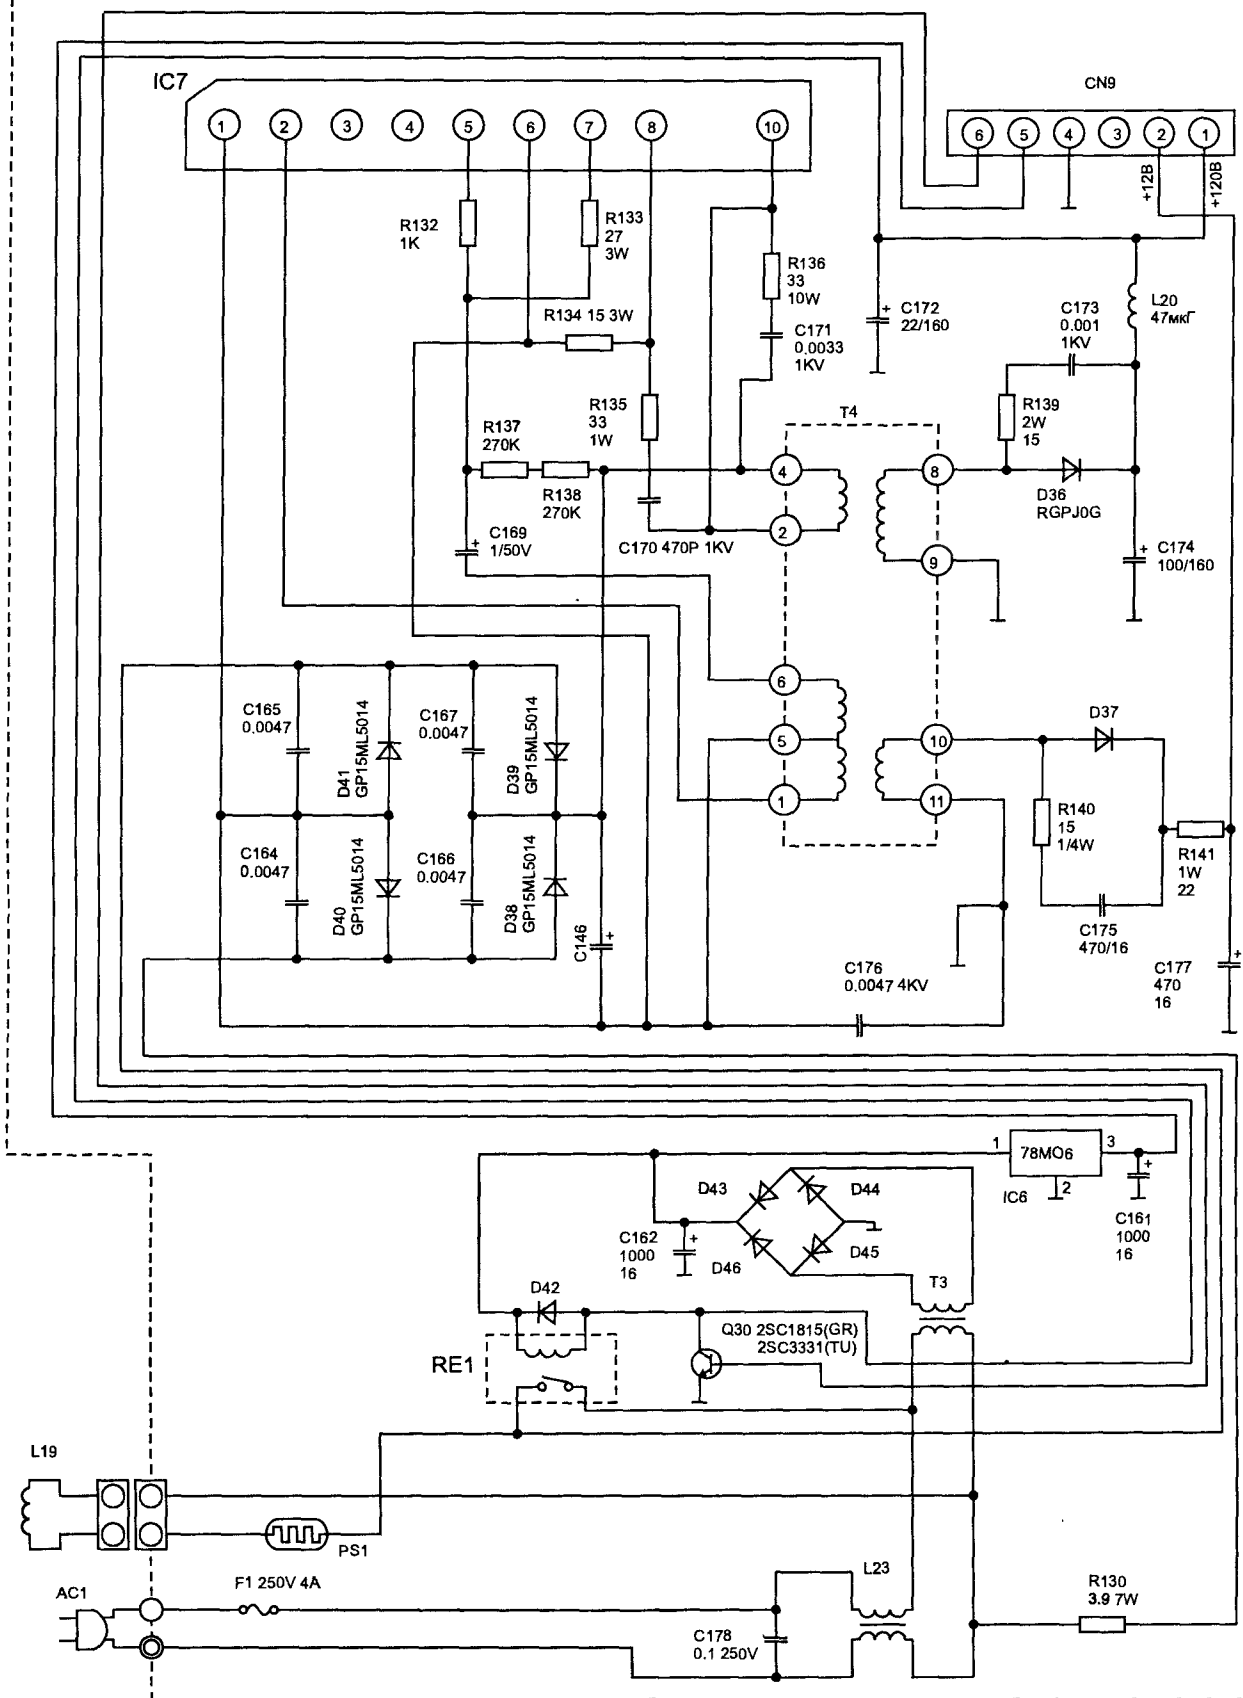 IC7
CN9
1
2
3
4
5
6
7
8
10
6
5
4
3
2
1
+12В
+120В
R132
1K
R133
27
3W
R134 15 3W
R136
33
10W
C171
0,0033
1KV
C172
22/160
C173
0.001
1KV
L20
47мкГ
R139
2W
15
D36
RGPJ0G
C174
100/160
R135
33
1W
R137
270K
R138
270K
C169
1/50V
C170 470P 1KV
T4
4
2
8
9
6
5
1
10
11
C165
0.0047
D41
GP15ML5014
C167
0.0047
D39
GP15ML5014
C164
0.0047
D40
GP15ML5014
C166
0.0047
D38
GP15ML5014
C146
D37
R140
15
1/4W
R141
1W
22
C175
470/16
C176
0.0047 4KV
C177
470
16
1
78MO6
3
IC6
2
C161
1000
16
D43
D44
C162
1000
16
D46
D45
T3
D42
RE1
Q30 2SC1815(GR)
2SC3331(TU)
L19
PS1
AC1
F1 250V 4A
L23
C178
0.1 250V
R130
3.9 7W